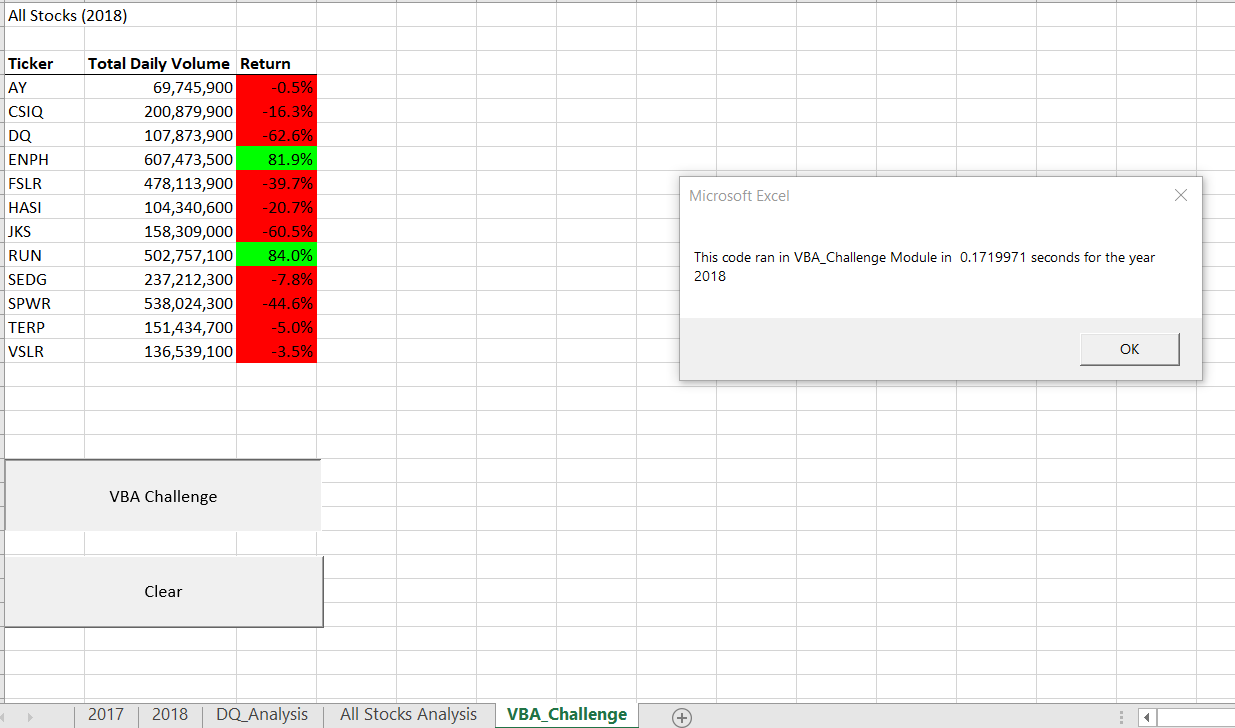 All Stocks (2018)
Ticker Total Daily Volume Return
AY 69,745,900 -0.5%
CSIQ 200,879,900 -16.3%
DQ 107,873,900 -62.6%
ENPH 607,473,500 81.9%
FSLR 478,113,900 -39.7%
HASI 104,340,600 -20.7%
JKS 158,309,000 -60.5%
RUN 502,757,100 84.0%
SEDG 237,212,300 -7.8%
SPWR 538,024,300 -44.6%
TERP 151,434,700 -5.0%
VSLR 136,539,100 -3.5%
Microsoft Excel
This code ran in VBA_Challenge Module in  0.1719971 seconds for the year
2018
OK
VBA Challenge
Clear
2017 2018 DQ_Analysis All Stocks Analysis VBA_Challenge